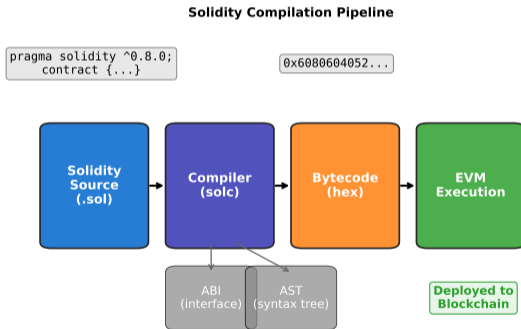 Solidity Compilation Pipeline
pragma solidity ^0.8.0;
contract {...}
0x6080604052...
Solidity
Source
(.sol)
Compiler
(solc)
Bytecode
(hex)
EVM
Execution
ABI
(interface)
AST
(syntax tree)
Deployed to
Blockchain